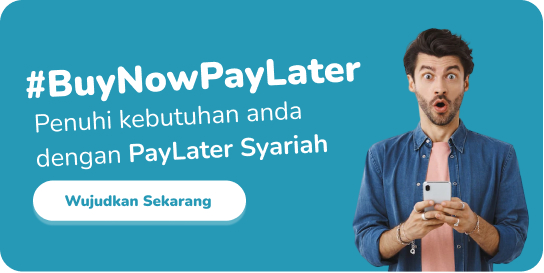 #BuyNowPayLater
Penuhi kebutuhan anda
dengan PayLater Syariah
Wujudkan Sekarang